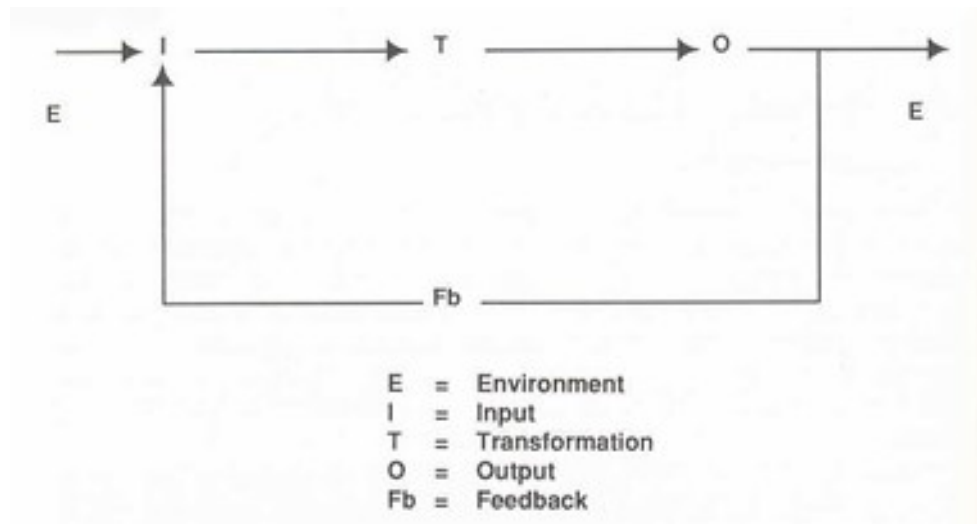 I T O
E E
Fb
E = Environment
I = Input
T = Transformation
O = Output
Fb = Feedback